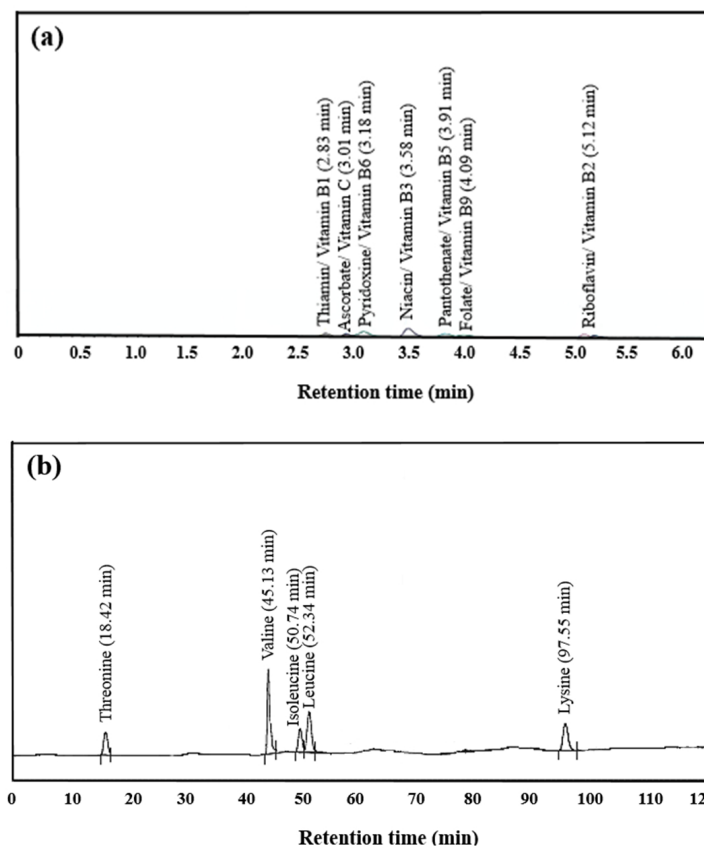 (a)
Thiamin/ Vitamin B1 (2.83 min)
Ascorbate/ Vitamin C (3.01 min)
Pyridoxine/ Vitamin B6 (3.18 min)
Niacin/ Vitamin B3 (3.58 min)
Pantothenate/ Vitamin B5 (3.91 min)
Folate/ Vitamin B9 (4.09 min)
Riboflavin/ Vitamin B2 (5.12 min)
0 0.5 1.0 1.5 2.0 2.5 3.0 3.5 4.0 4.5 5.0 5.5 6.0
Retention time (min)
(b)
Threonine (18.42 min)
Valine (45.13 min)
Isoleucine (50.74 min)
Leucine (52.34 min)
Lysine (97.55 min)
0 10 20 30 40 50 60 70 80 90 100 110 12
Retention time (min)